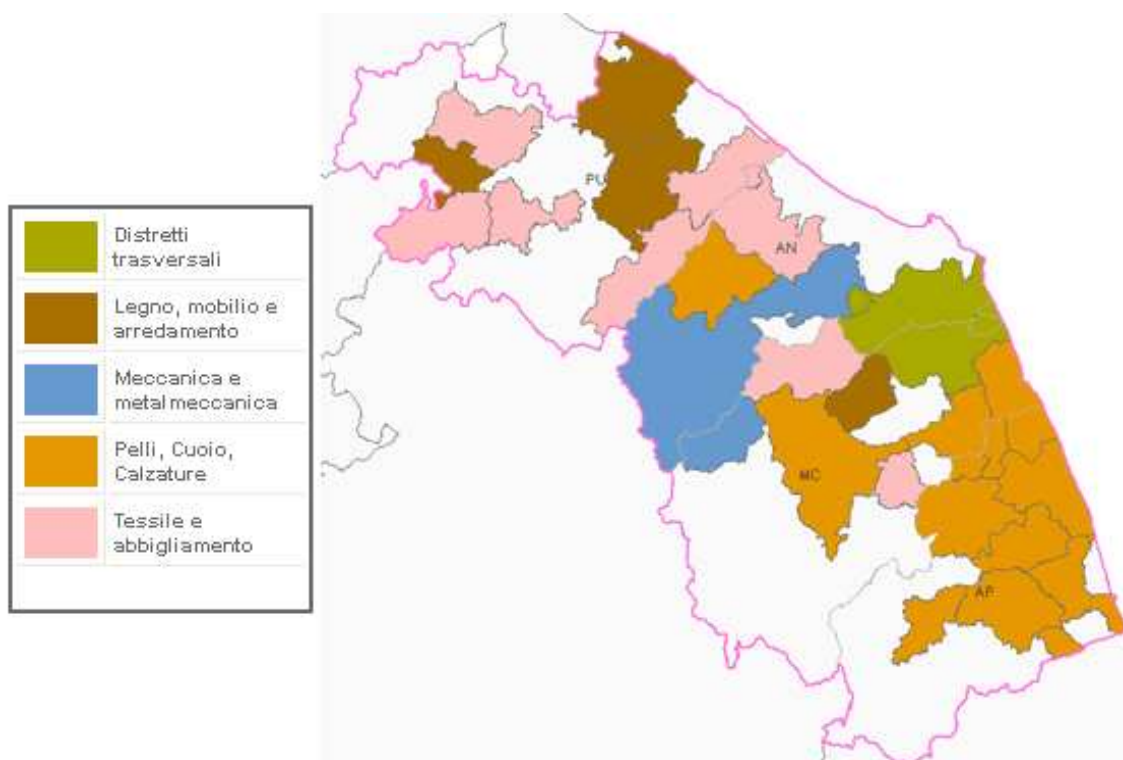 Distretti
trasversali
Legno, mobilio e
arredamento
Meccanica e
metalmeccanica
Pelli, Cuoio,
Calzature
Tessile e
abbigliamento
PU
AN
MC
AP